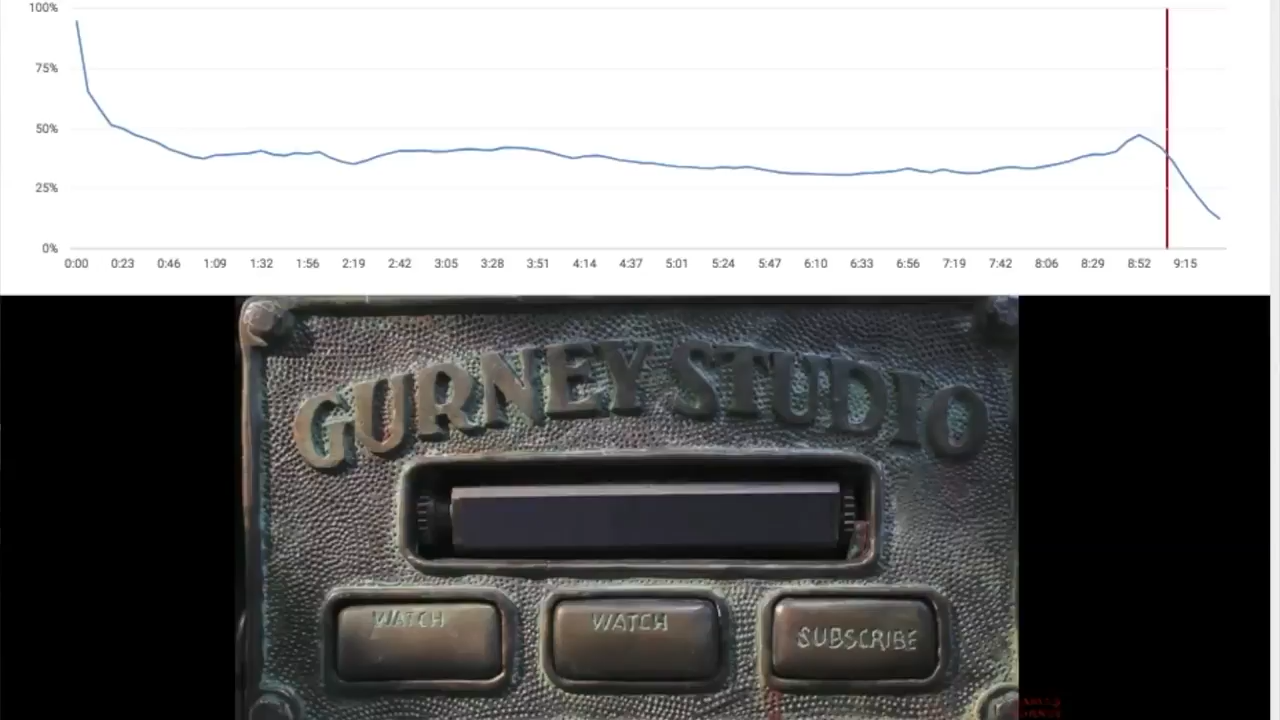 100%
75%
50%
25%
0%
0:00 0:23 0:46 1:09 1:32 1:56 2:19 2:42 3:05 3:28 3:51 4:14 4:37 5:01 5:24 5:47 6:10 6:33 6:56 7:19 7:42 8:06 8:29 8:52 9:15
GURNEY STUDIO
WATCH WATCH SUBSCRIBE